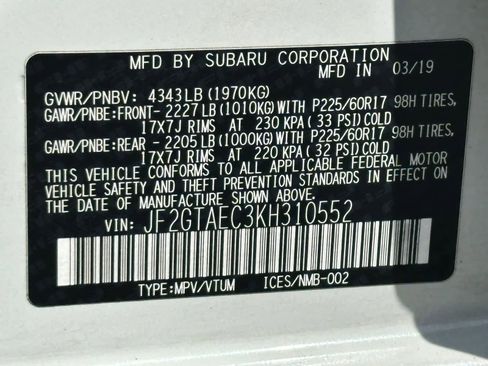 MFD BY SUBARU CORPORATION
MFD IN 03/19
GVWR/PNBV: 4343LB (1970KG)
GAWR/PNBE: FRONT- 2227LB (1010KG) WITH P225/60R17 98H TIRES,
17X7J RIMS AT 230 KPA (33 PSI) COLD
GAWR/PNBE: REAR - 2205LB (1000KG) WITH P225/60R17 98H TIRES,
17X7J RIMS AT 220 KPA (32 PSI) COLD
THIS VEHICLE CONFORMS TO ALL APPLICABLE FEDERAL MOTOR
VEHICLE SAFETY AND BUMPER STANDARDS IN EFFECT ON THE
DATE OF MANUFACTURE SHOWN ABOVE.
VIN: JF2GTAEC3KH310552
TYPE:MPV/VTUM ICES/NMB-002